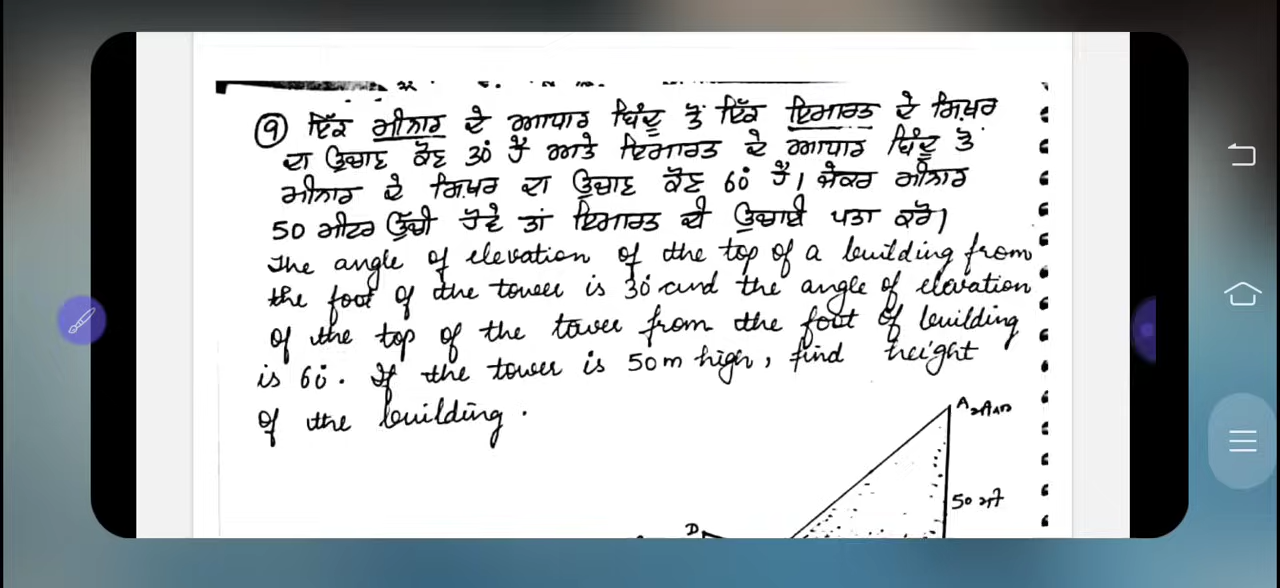 ੧ ਇੱਕ ਮੀਨਾਰ ਦੇ ਆਧਾਰ ਬਿੰਦੂ ਤੋਂ ਇੱਕ ਇਮਾਰਤ ਦੇ ਸਿਖ਼ਰ
ਦਾ ਉਚਾਣ ਕੋਣ 30° ਹੈ ਅਤੇ ਇਮਾਰਤ ਦੇ ਆਧਾਰ ਬਿੰਦੂ ਤੋਂ
ਮੀਨਾਰ ਦੇ ਸਿਖ਼ਰ ਦਾ ਉਚਾਣ ਕੋਣ 60° ਹੈ। ਜੇਕਰ ਮੀਨਾਰ
50 ਮੀਟਰ ਉੱਚੀ ਹੋਵੇ ਤਾਂ ਇਮਾਰਤ ਦੀ ਉਚਾਈ ਪਤਾ ਕਰੋ।
The angle of elevation of the top of a building from
the foot of the tower is 30° and the angle of elevation
of the top of the tower from the foot of building
is 60°. If the tower is 50m high, find height
of the building.
A
50 ਮੀ
D